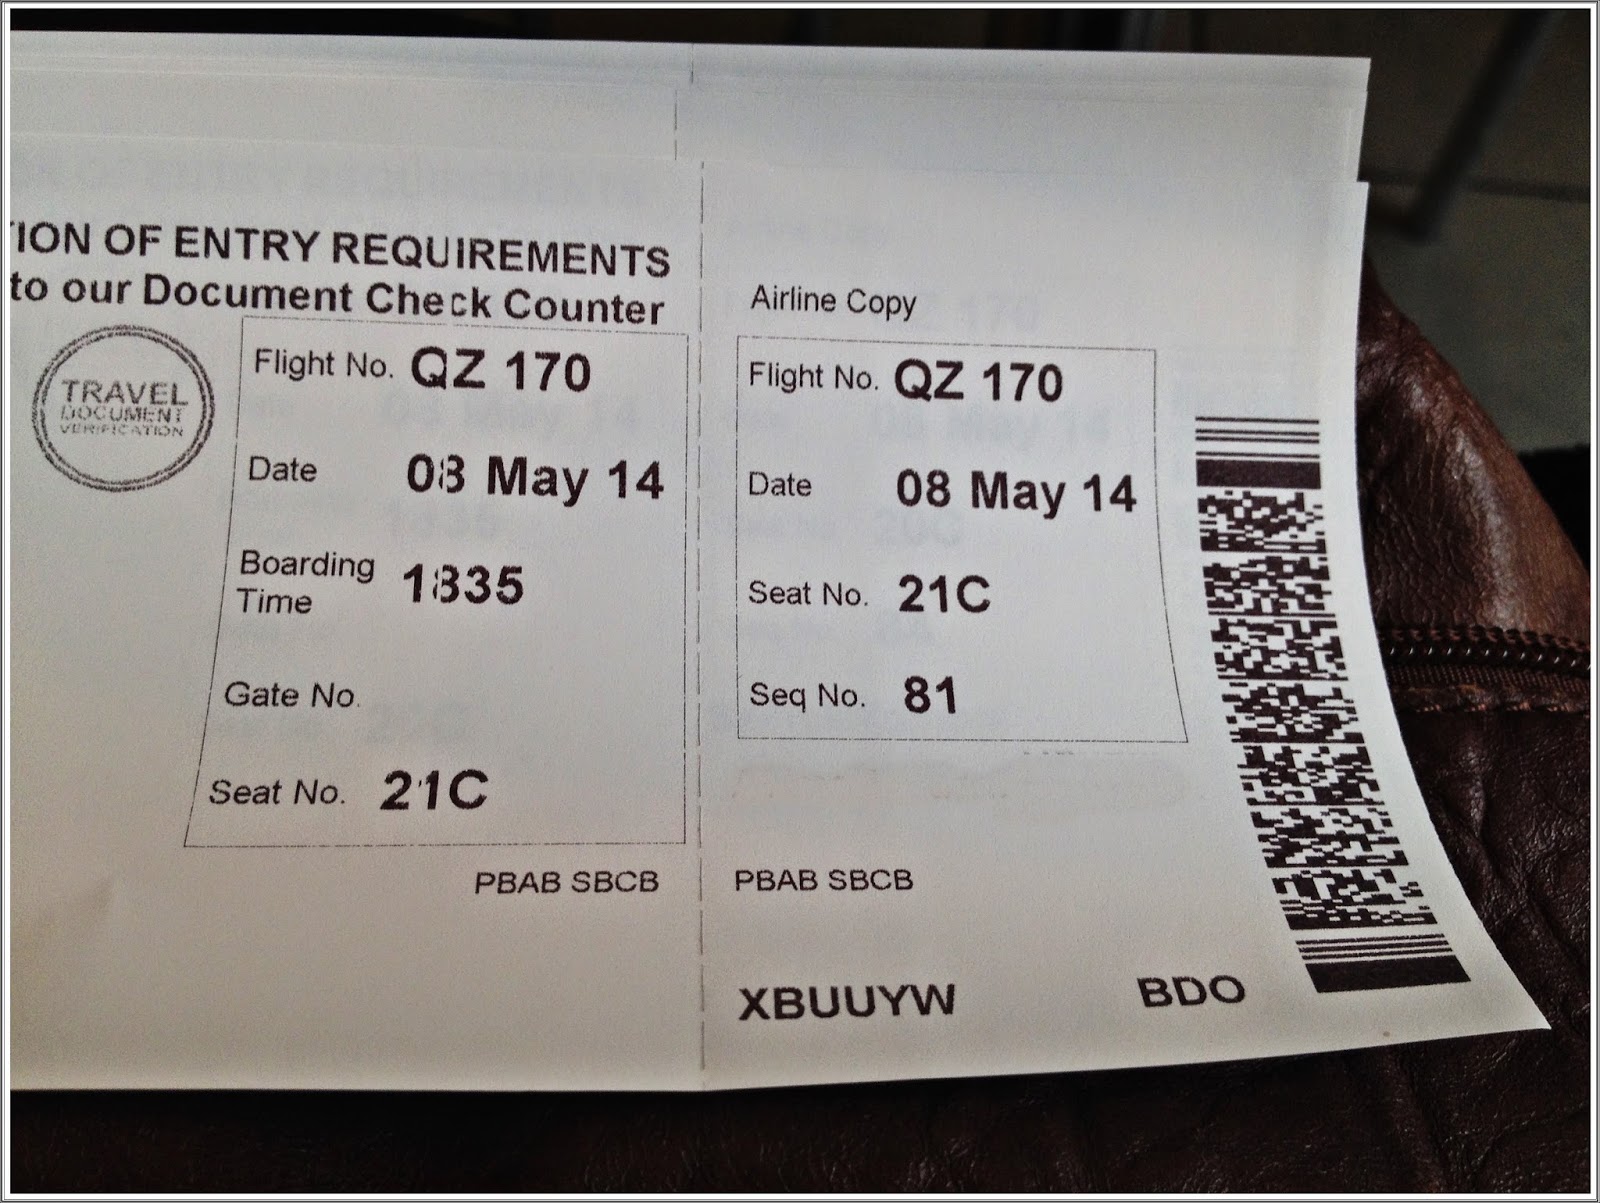 ION OF ENTRY REQUIREMENTS
to our Document Check Counter
TRAVEL
DOCUMENT
VERIFICATION
Flight No. QZ 170
Date 08 May 14
Boarding
Time 1835
Gate No.
Seat No. 21C
PBAB SBCB
Airline Copy
Flight No. QZ 170
Date 08 May 14
Seat No. 21C
Seq No. 81
PBAB SBCB
XBUUYW BDO